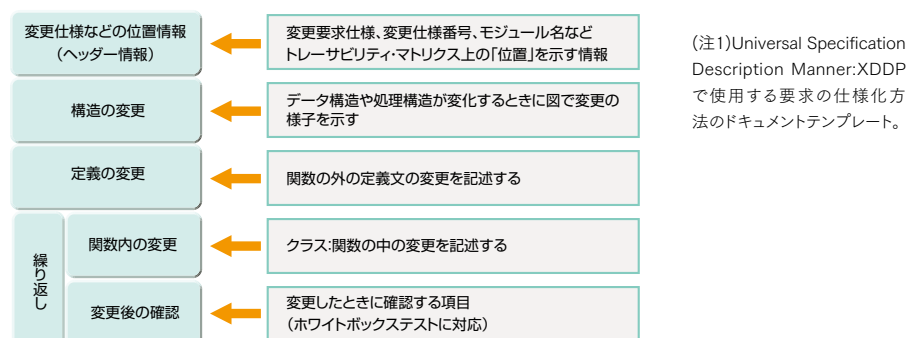 変更仕様などの位置情報
(ヘッダー情報)
変更要求仕様、変更仕様番号、モジュール名など
トレーサビリティ・マトリクス上の「位置」を示す情報
構造の変更
データ構造や処理構造が変化するときに図で変更の
様子を示す
定義の変更
関数の外の定義文の変更を記述する
繰り返し
関数内の変更
クラス:関数の中の変更を記述する
変更後の確認
変更したときに確認する項目
(ホワイトボックステストに対応)
(注1)Universal Specification
Description Manner:XDDP
で使用する要求の仕様化方
法のドキュメントテンプレート。